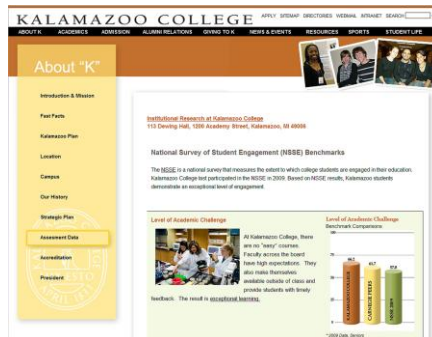 KALAMAZOO COLLEGE
APPLY SITEMAP DIRECTORIES WEBMAIL INTRANET SEARCH
ABOUT K ACADEMICS ADMISSION ALUMNI RELATIONS GIVING TO K NEWS & EVENTS RESOURCES SPORTS STUDENT LIFE
About "K"
Introduction & Mission
Fast Facts
Kalamazoo Plan
Location
Campus
Our History
Strategic Plan
Assesment Data
Accreditation
President
Institutional Research at Kalamazoo College
113 Dewing Hall, 1200 Academy Street, Kalamazoo, MI 49006
National Survey of Student Engagement (NSSE) Benchmarks
The NSSE is a national survey that measures the extent to which college students are engaged in their education.
Kalamazoo College last participated in the NSSE in 2009. Based on NSSE results, Kalamazoo students
demonstrate an exceptional level of engagement.
Level of Academic Challenge
At Kalamazoo College, there
are no "easy" courses.
Faculty across the board
have high expectations. They
also make themselves
available outside of class and
provide students with timely
feedback. The result is exceptional learning.
Level of Academic Challenge
Benchmark Comparisons
KALAMAZOO COLLEGE
CARNEGIE PEERS
NSSE 2009
*2009 Data, Seniors